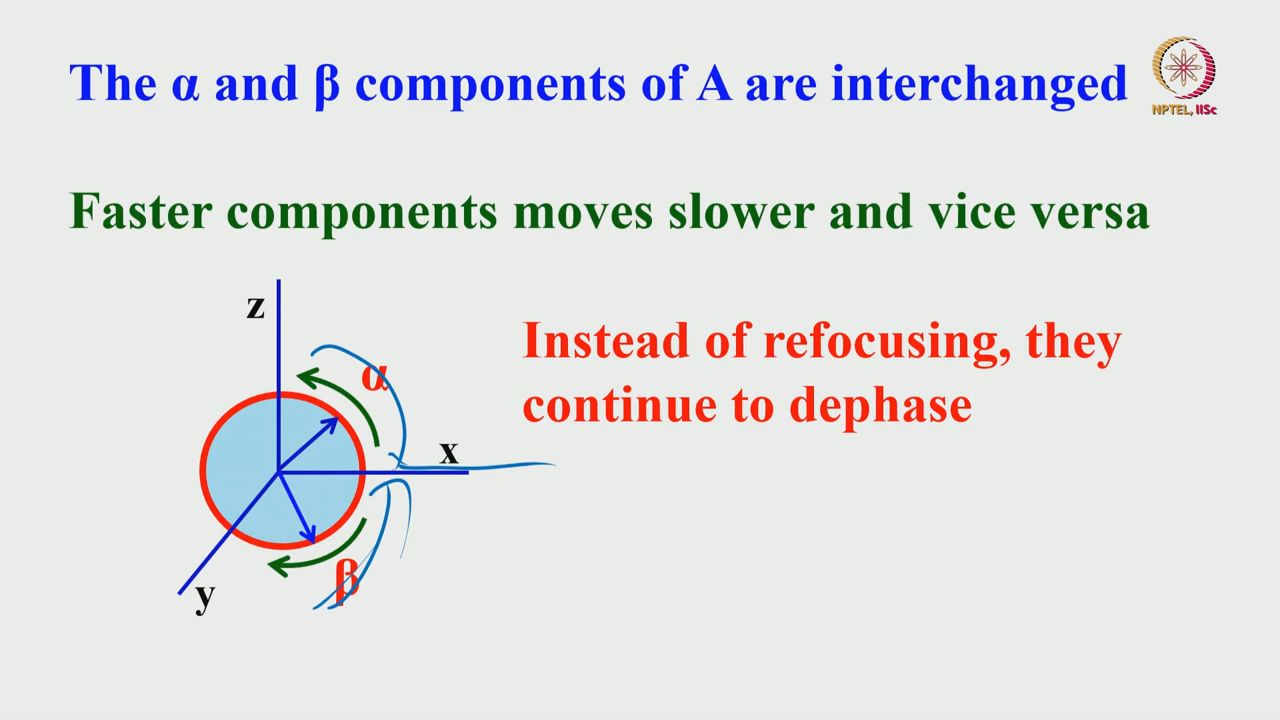 The α and β components of A are interchanged
NPTEL, IISc
Faster components moves slower and vice versa
z
α
x
β
y
Instead of refocusing, they
continue to dephase